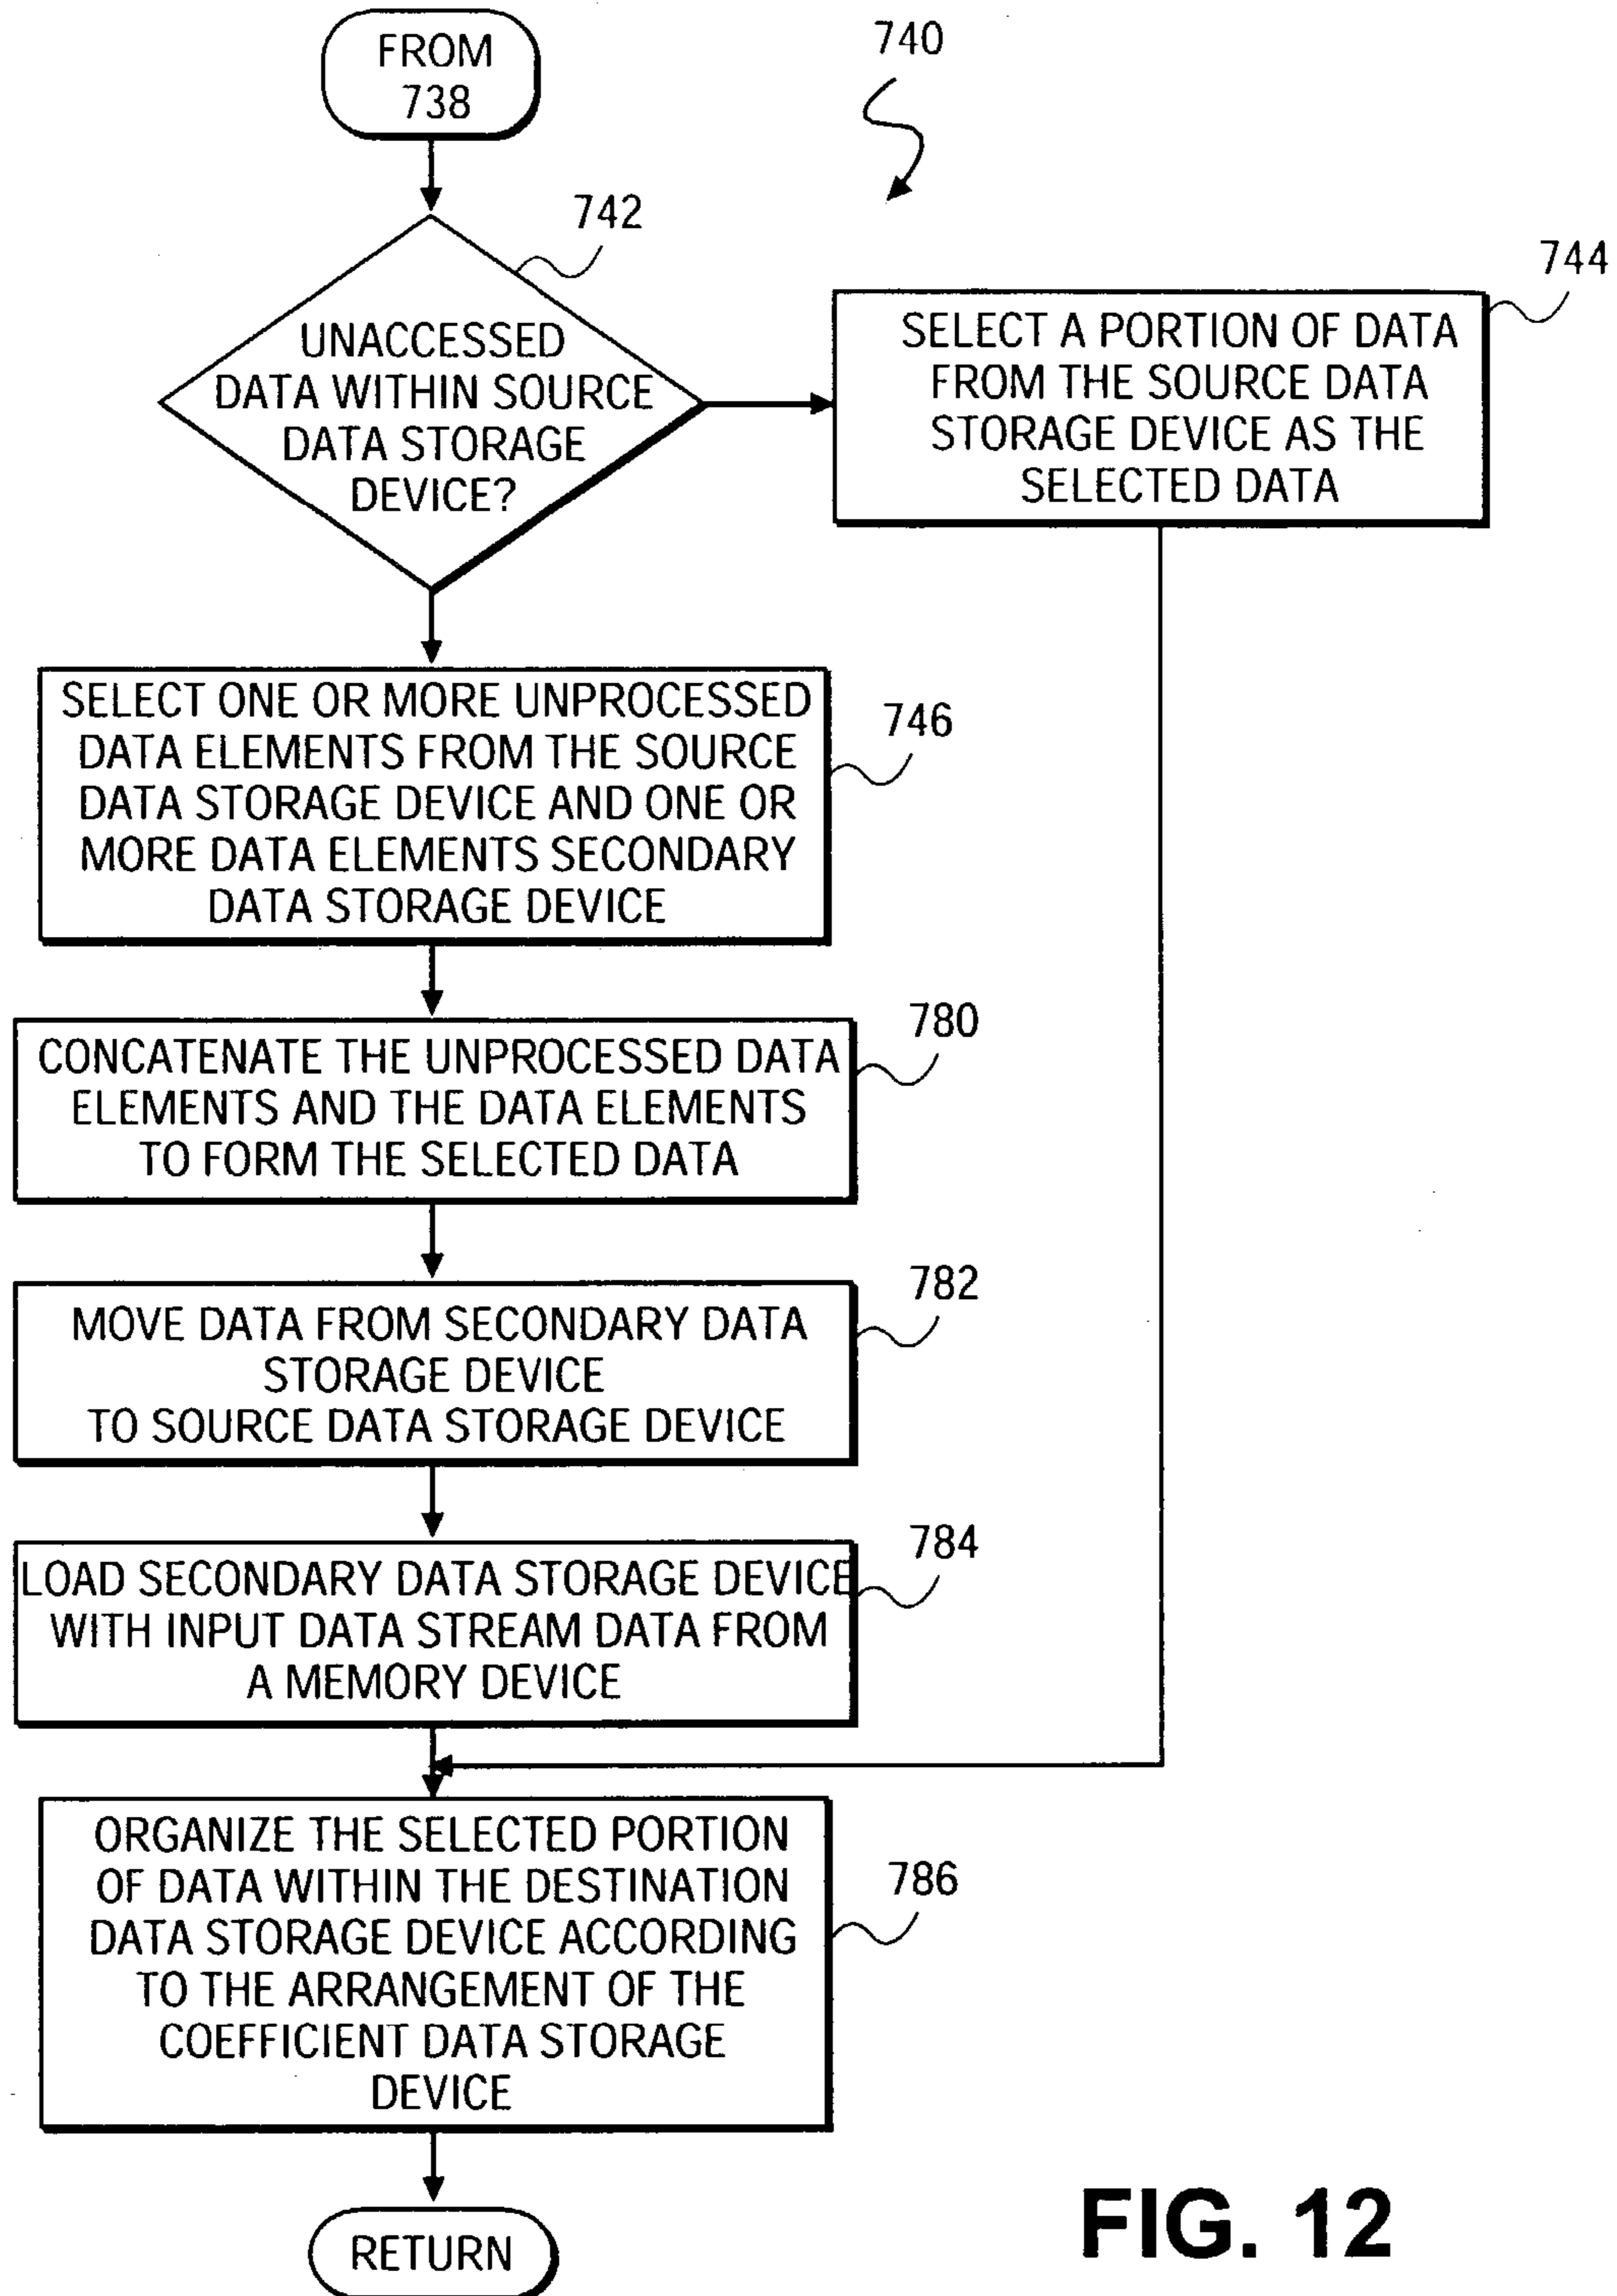 FROM
738
740
742
UNACCESSED
DATA WITHIN SOURCE
DATA STORAGE
DEVICE?
744
SELECT A PORTION OF DATA
FROM THE SOURCE DATA
STORAGE DEVICE AS THE
SELECTED DATA
SELECT ONE OR MORE UNPROCESSED
DATA ELEMENTS FROM THE SOURCE
DATA STORAGE DEVICE AND ONE OR
MORE DATA ELEMENTS SECONDARY
DATA STORAGE DEVICE
746
CONCATENATE THE UNPROCESSED DATA
ELEMENTS AND THE DATA ELEMENTS
TO FORM THE SELECTED DATA
780
MOVE DATA FROM SECONDARY DATA
STORAGE DEVICE
TO SOURCE DATA STORAGE DEVICE
782
LOAD SECONDARY DATA STORAGE DEVICE
WITH INPUT DATA STREAM DATA FROM
A MEMORY DEVICE
784
ORGANIZE THE SELECTED PORTION
OF DATA WITHIN THE DESTINATION
DATA STORAGE DEVICE ACCORDING
TO THE ARRANGEMENT OF THE
COEFFICIENT DATA STORAGE
DEVICE
786
RETURN
FIG. 12